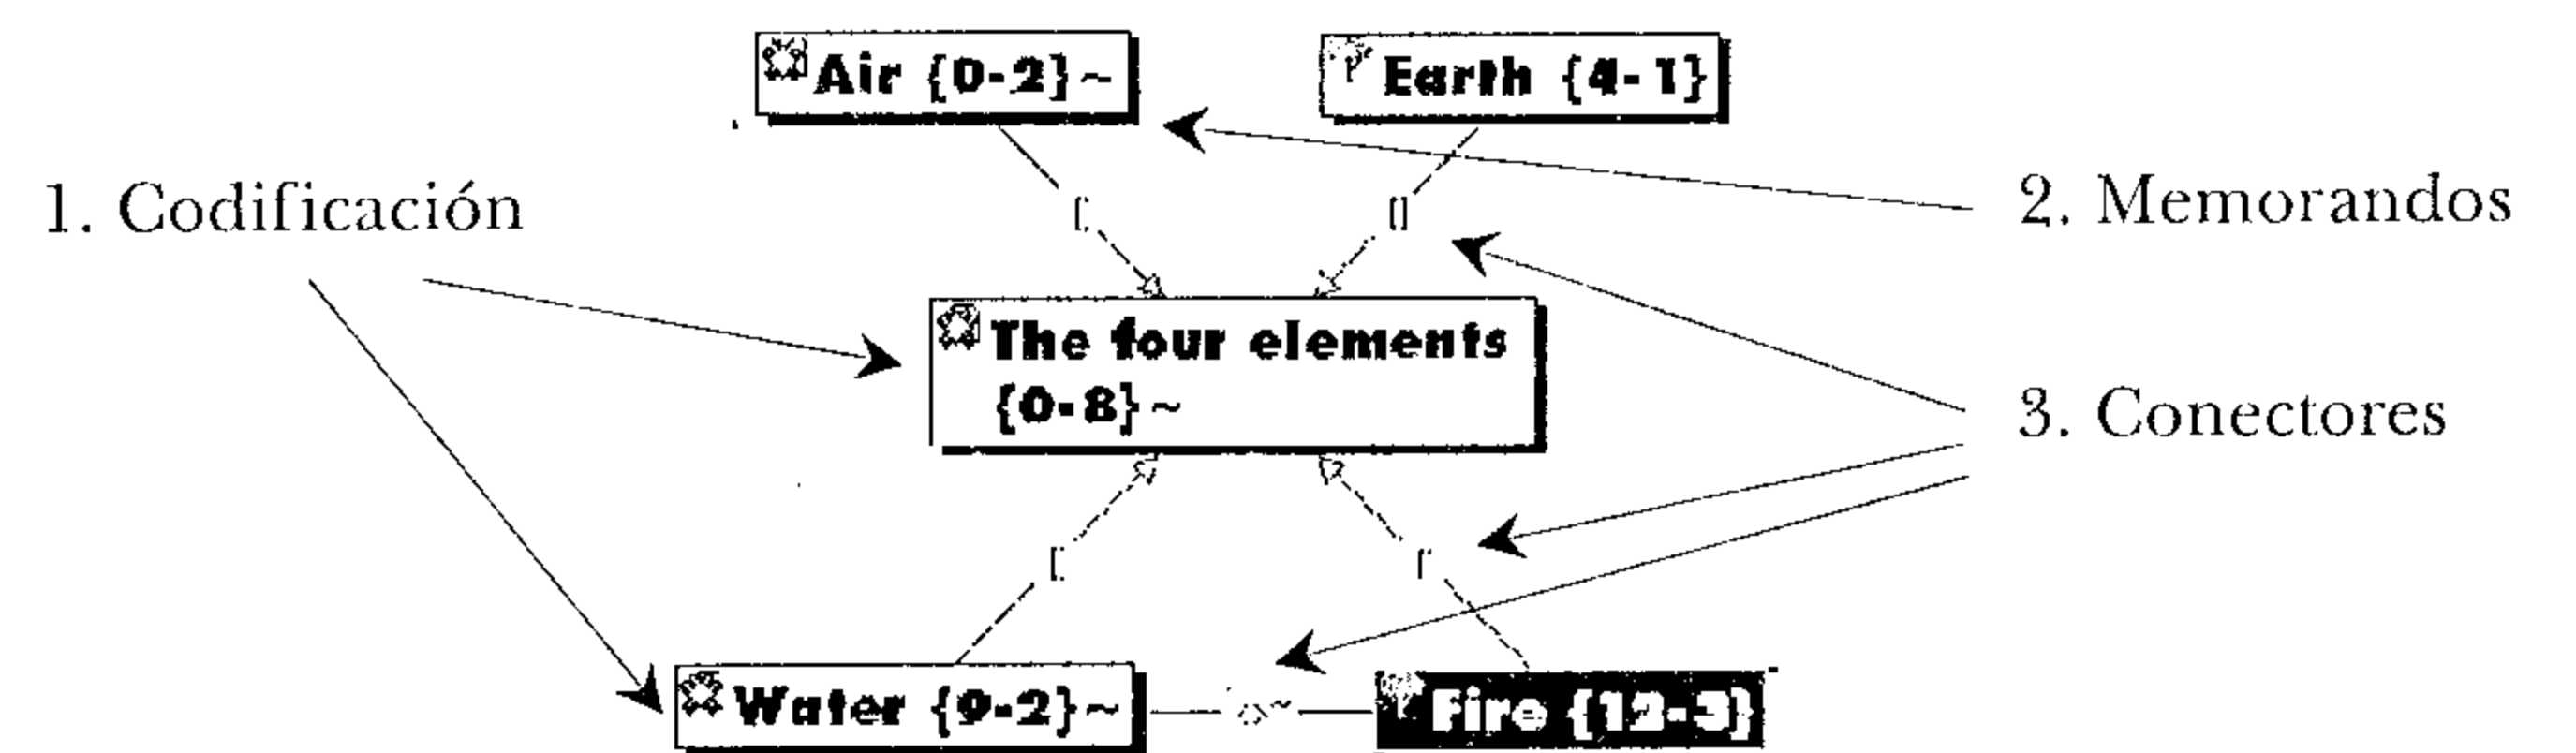 Air {0-2}~
Earth {4-1}
1. Codificación
2. Memorandos
The four elements
{0-8}~
3. Conectores
Water {9-2}~
Fire {12-3}